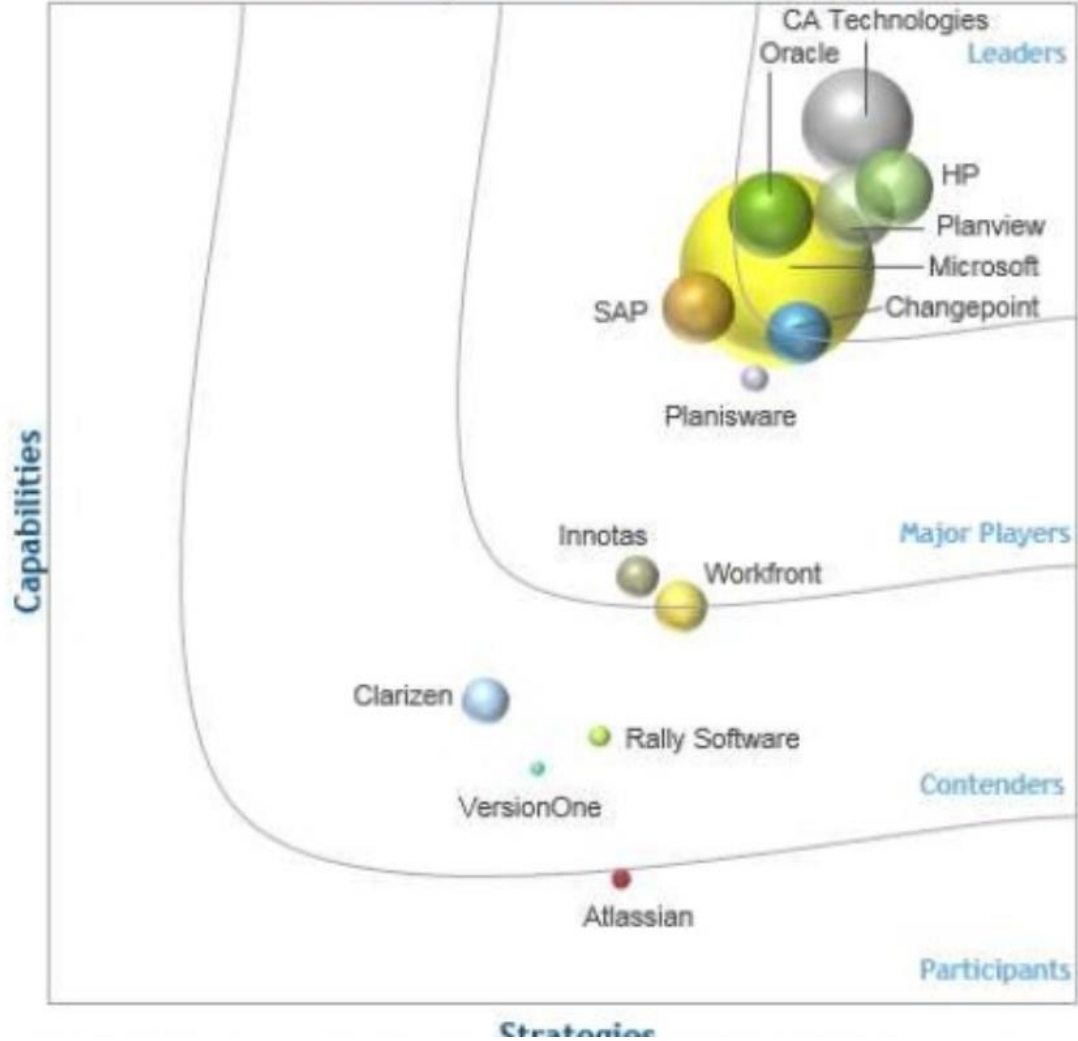 CA Technologies
Oracle
Leaders
HP
Planview
Microsoft
Changepoint
SAP
Planisware
Capabilities
Innotas
Major Players
Workfront
Clarizen
Rally Software
Contenders
VersionOne
Atlassian
Participants
Strategies